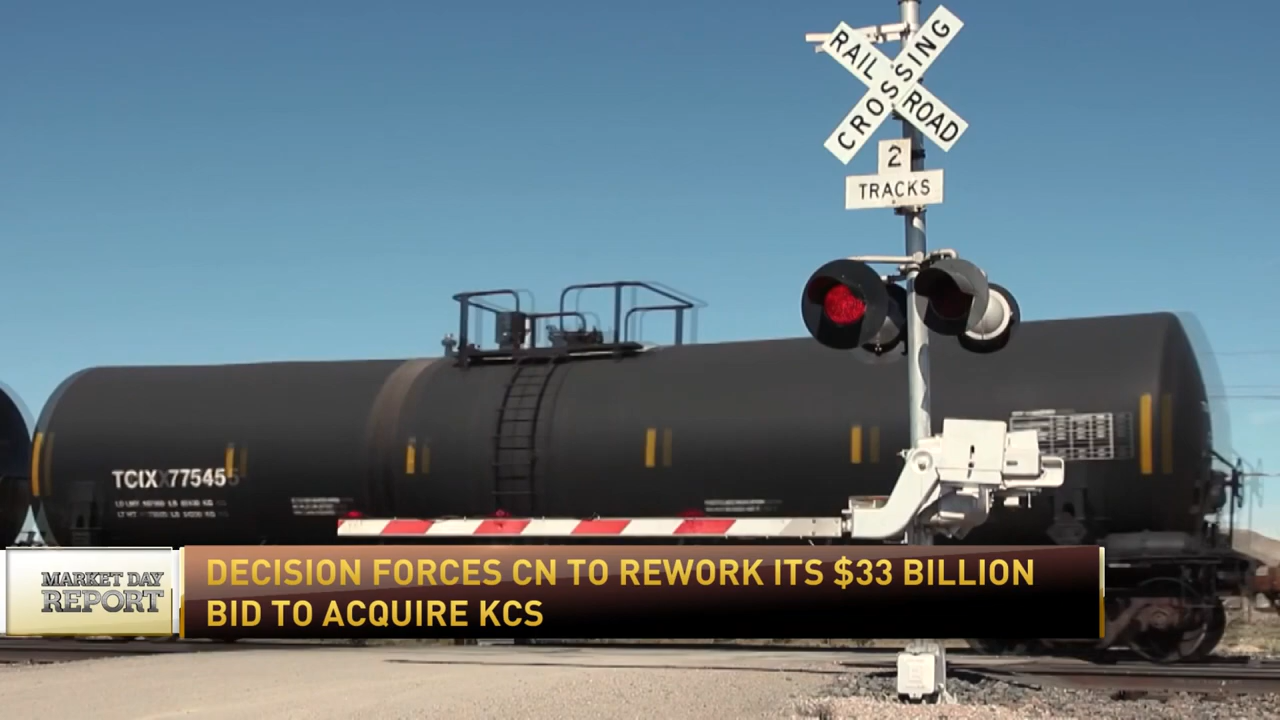 RAIL CROSSING ROAD
2
TRACKS
TCIX 77545
MARKET DAY
REPORT
DECISION FORCES CN TO REWORK ITS $33 BILLION
BID TO ACQUIRE KCS